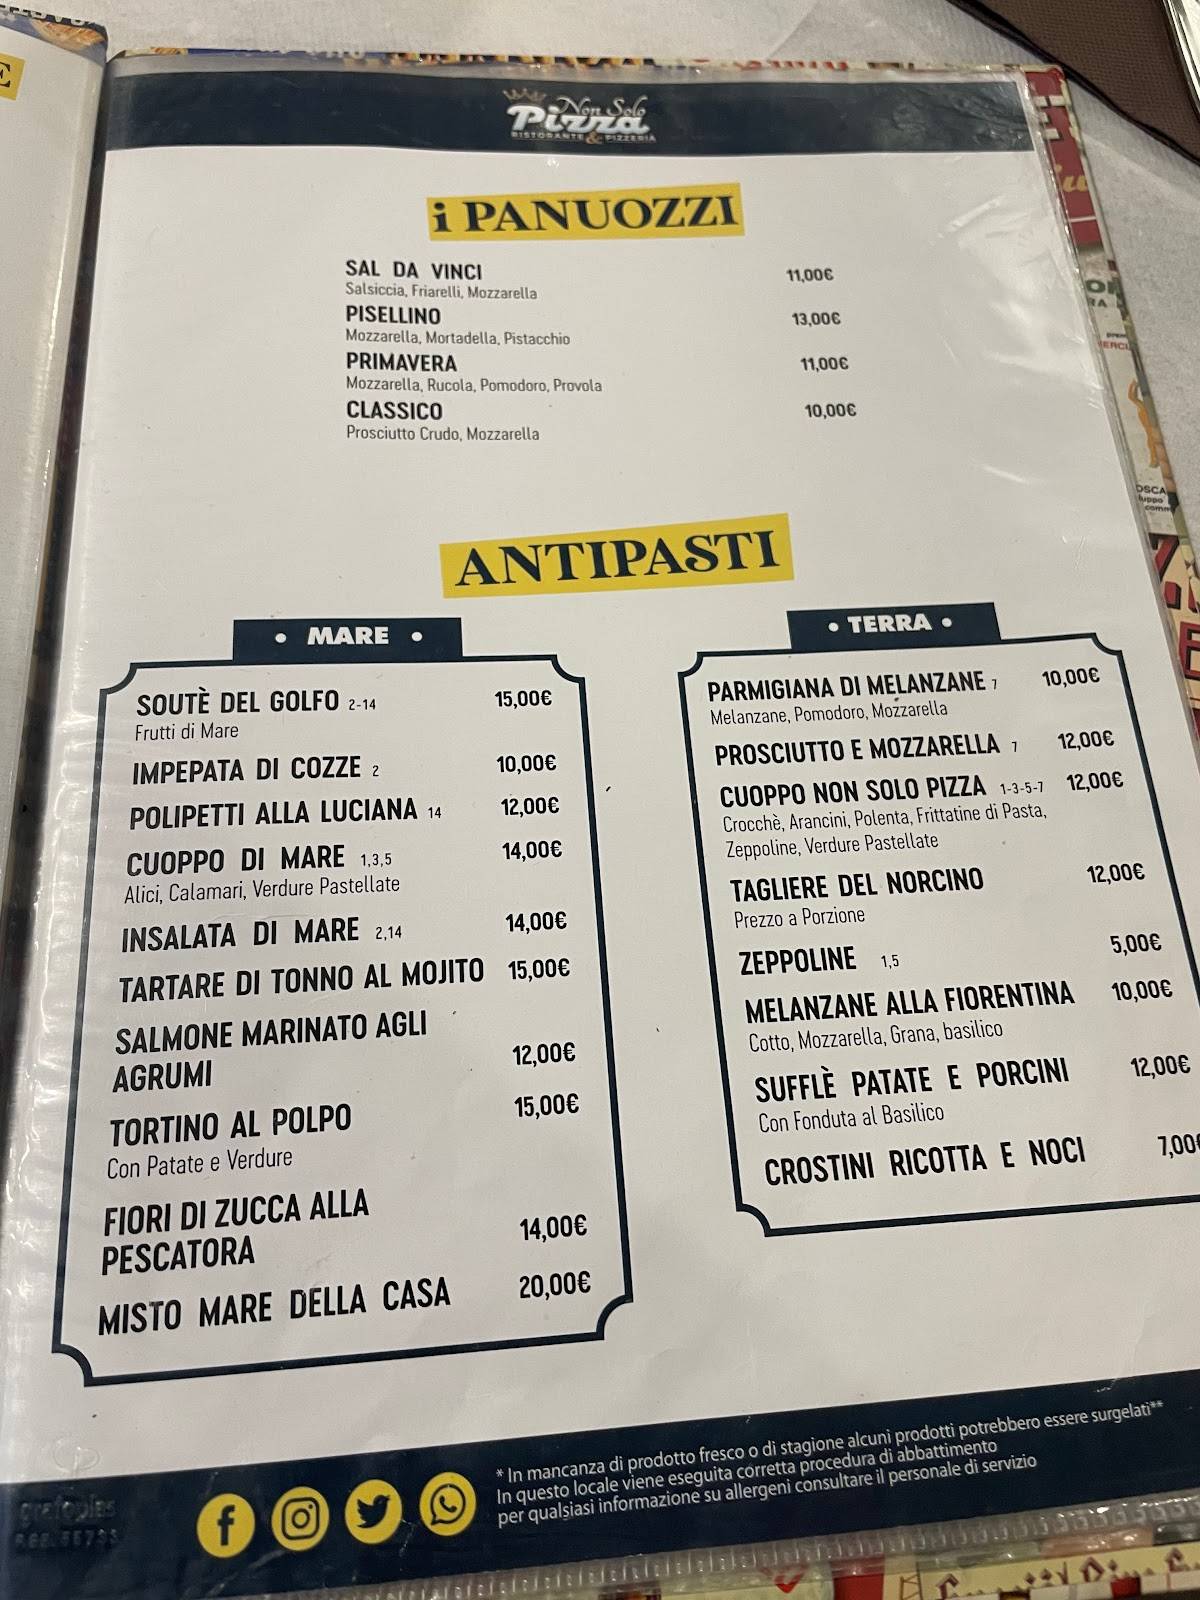 Non Solo
Pizza
RISTORANTE & PIZZERIA
i PANUOZZI
SAL DA VINCI 11,00€
Salsiccia, Friarelli, Mozzarella
PISELLINO 13,00€
Mozzarella, Mortadella, Pistacchio
PRIMAVERA 11,00€
Mozzarella, Rucola, Pomodoro, Provola
CLASSICO 10,00€
Prosciutto Crudo, Mozzarella
ANTIPASTI
• MARE •
SOUTÈ DEL GOLFO 2-14 15,00€
Frutti di Mare
IMPEPATA DI COZZE 2 10,00€
POLIPETTI ALLA LUCIANA 14 12,00€
CUOPPO DI MARE 1,3,5 14,00€
Alici, Calamari, Verdure Pastellate
INSALATA DI MARE 2,14 14,00€
TARTARE DI TONNO AL MOJITO 15,00€
SALMONE MARINATO AGLI
AGRUMI 12,00€
TORTINO AL POLPO 15,00€
Con Patate e Verdure
FIORI DI ZUCCA ALLA
PESCATORA 14,00€
MISTO MARE DELLA CASA 20,00€
• TERRA •
PARMIGIANA DI MELANZANE 7 10,00€
Melanzane, Pomodoro, Mozzarella
PROSCIUTTO E MOZZARELLA 7 12,00€
CUOPPO NON SOLO PIZZA 1-3-5-7 12,00€
Crocchè, Arancini, Polenta, Frittatine di Pasta,
Zeppoline, Verdure Pastellate
TAGLIERE DEL NORCINO 12,00€
Prezzo a Porzione
ZEPPOLINE 1,5 5,00€
MELANZANE ALLA FIORENTINA 10,00€
Cotto, Mozzarella, Grana, basilico
SUFFLÈ PATATE E PORCINI 12,00€
Con Fonduta al Basilico
CROSTINI RICOTTA E NOCI 7,00€
* In mancanza di prodotto fresco o di stagione alcuni prodotti potrebbero essere surgelati**
In questo locale viene eseguita corretta procedura di abbattimento
per qualsiasi informazione su allergeni consultare il personale di servizio